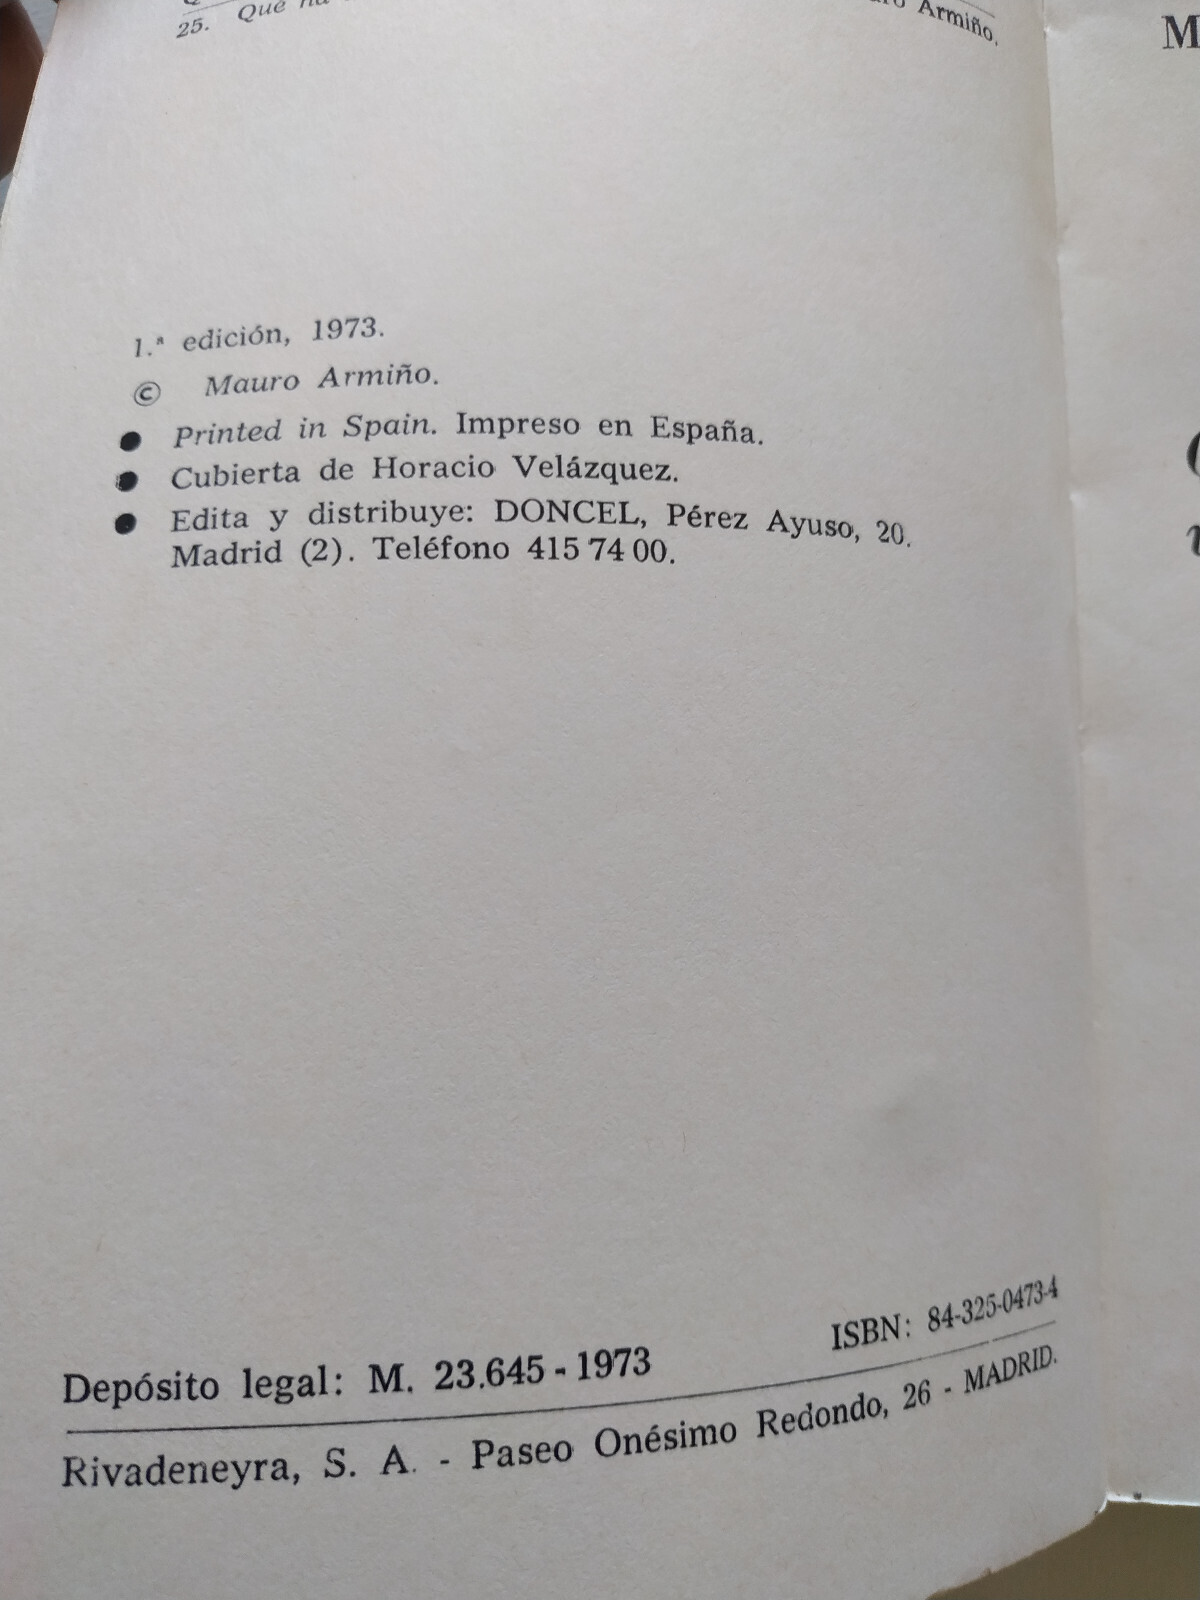 25. Qué
Armiño.
M
1.ª edición, 1973.
© Mauro Armiño.
● Printed in Spain. Impreso en España.
● Cubierta de Horacio Velázquez.
● Edita y distribuye: DONCEL, Pérez Ayuso, 20.
Madrid (2). Teléfono 415 74 00.
ISBN: 84-325-0473-4
Depósito legal: M. 23.645 - 1973
Rivadeneyra, S. A. - Paseo Onésimo Redondo, 26 - MADRID.